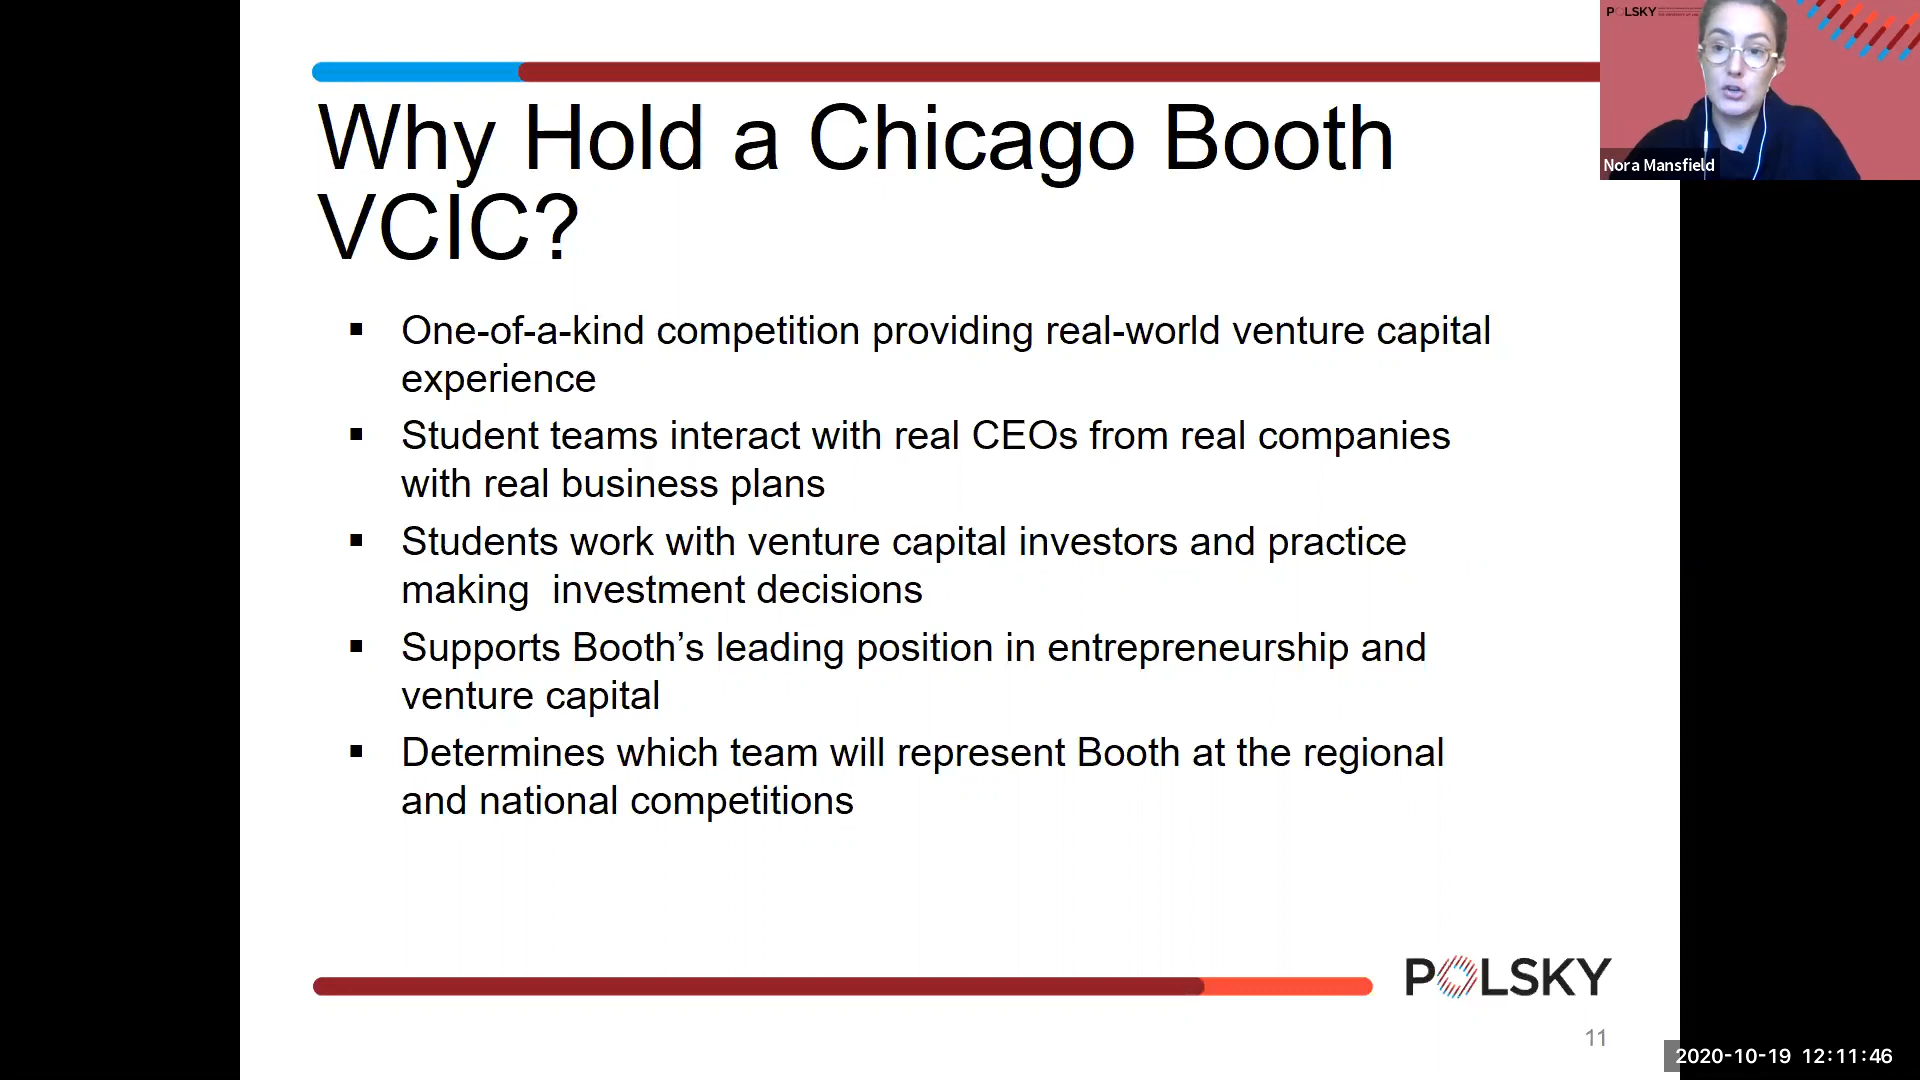 POLSKY
Why Hold a Chicago Booth
VCIC?
Nora Mansfield
▪ One-of-a-kind competition providing real-world venture capital
experience
▪ Student teams interact with real CEOs from real companies
with real business plans
▪ Students work with venture capital investors and practice
making  investment decisions
▪ Supports Booth’s leading position in entrepreneurship and
venture capital
▪ Determines which team will represent Booth at the regional
and national competitions
POLSKY
11
2020-10-19 12:11:46